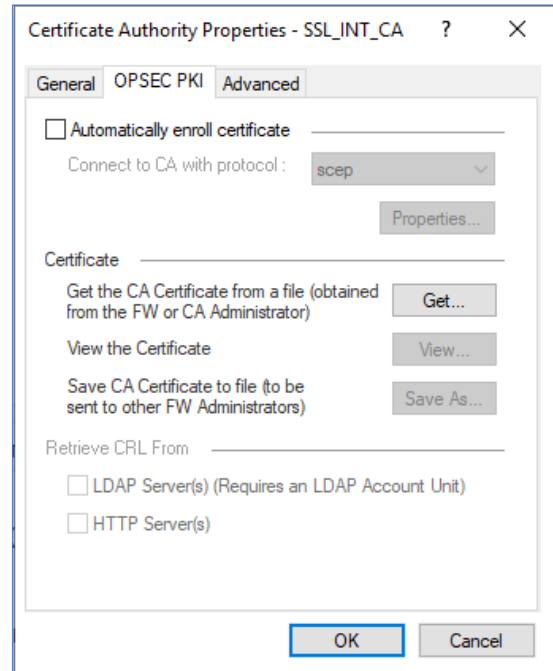 Certificate Authority Properties - SSL_INT_CA ?
General OPSEC PKI Advanced
Automatically enroll certificate
Connect to CA with protocol : scep
Properties...
Certificate
Get the CA Certificate from a file (obtained
from the FW or CA Administrator)
Get...
View the Certificate
View...
Save CA Certificate to file (to be
sent to other FW Administrators)
Save As...
Retrieve CRL From
LDAP Server(s) (Requires an LDAP Account Unit)
HTTP Server(s)
OK Cancel